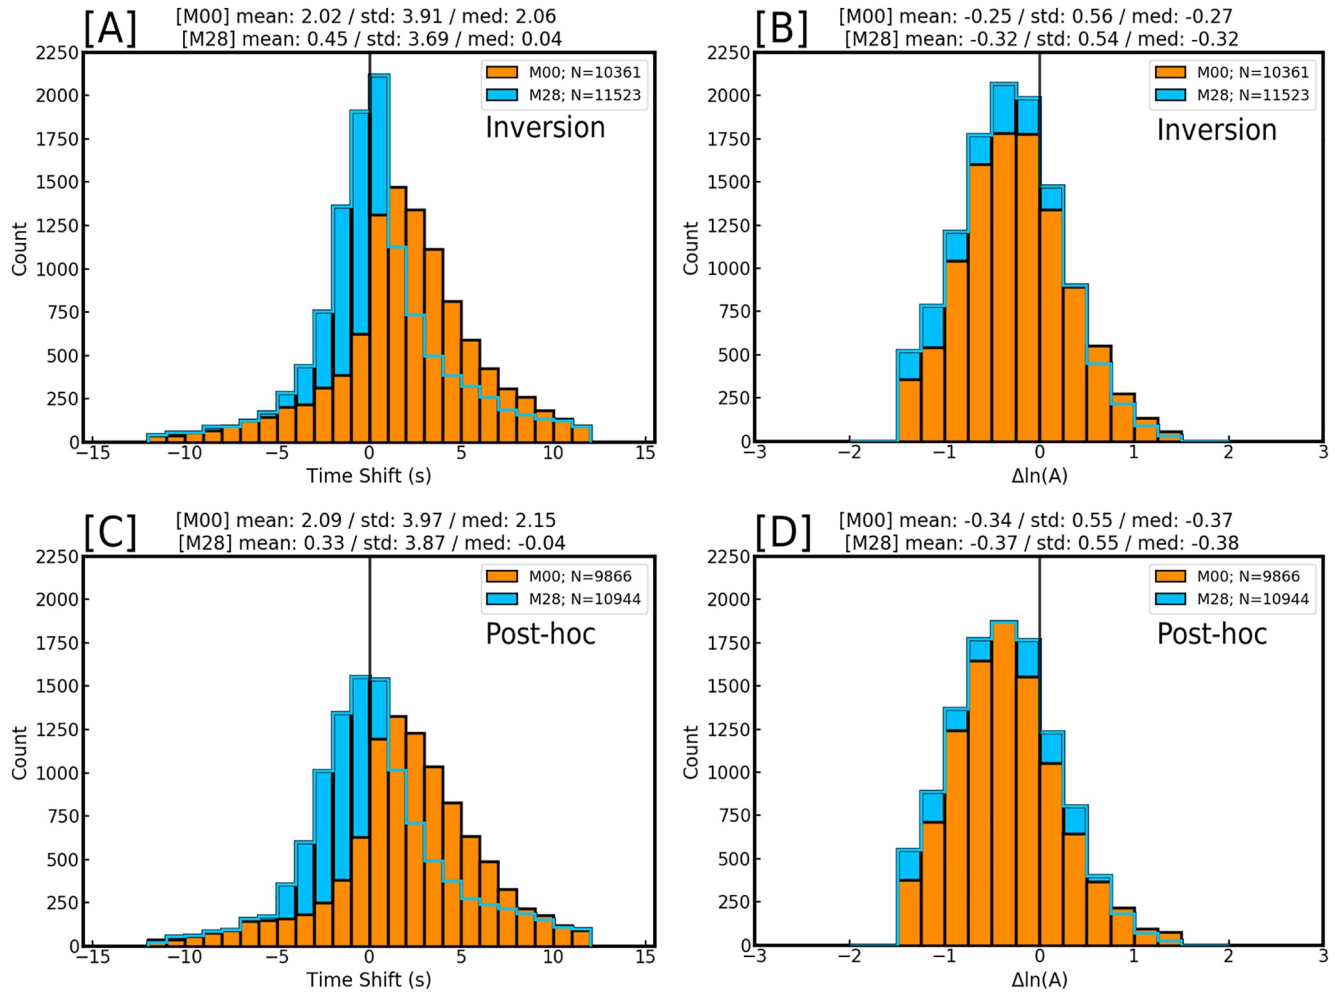 [A]
[M00] mean: 2.02 / std: 3.91 / med: 2.06
[M28] mean: 0.45 / std: 3.69 / med: 0.04
2250
2000
1750
1500
1250
1000
750
500
250
0
Count
M00; N=10361
M28; N=11523
Inversion
−15
−10
−5
0
5
10
15
Time Shift (s)
[B]
[M00] mean: -0.25 / std: 0.56 / med: -0.27
[M28] mean: -0.32 / std: 0.54 / med: -0.32
2250
2000
1750
1500
1250
1000
750
500
250
0
Count
M00; N=10361
M28; N=11523
Inversion
−3
−2
−1
0
1
2
3
Δln(A)
[C]
[M00] mean: 2.09 / std: 3.97 / med: 2.15
[M28] mean: 0.33 / std: 3.87 / med: -0.04
2250
2000
1750
1500
1250
1000
750
500
250
0
Count
M00; N=9866
M28; N=10944
Post-hoc
−15
−10
−5
0
5
10
15
Time Shift (s)
[D]
[M00] mean: -0.34 / std: 0.55 / med: -0.37
[M28] mean: -0.37 / std: 0.55 / med: -0.38
2250
2000
1750
1500
1250
1000
750
500
250
0
Count
M00; N=9866
M28; N=10944
Post-hoc
−3
−2
−1
0
1
2
3
Δln(A)